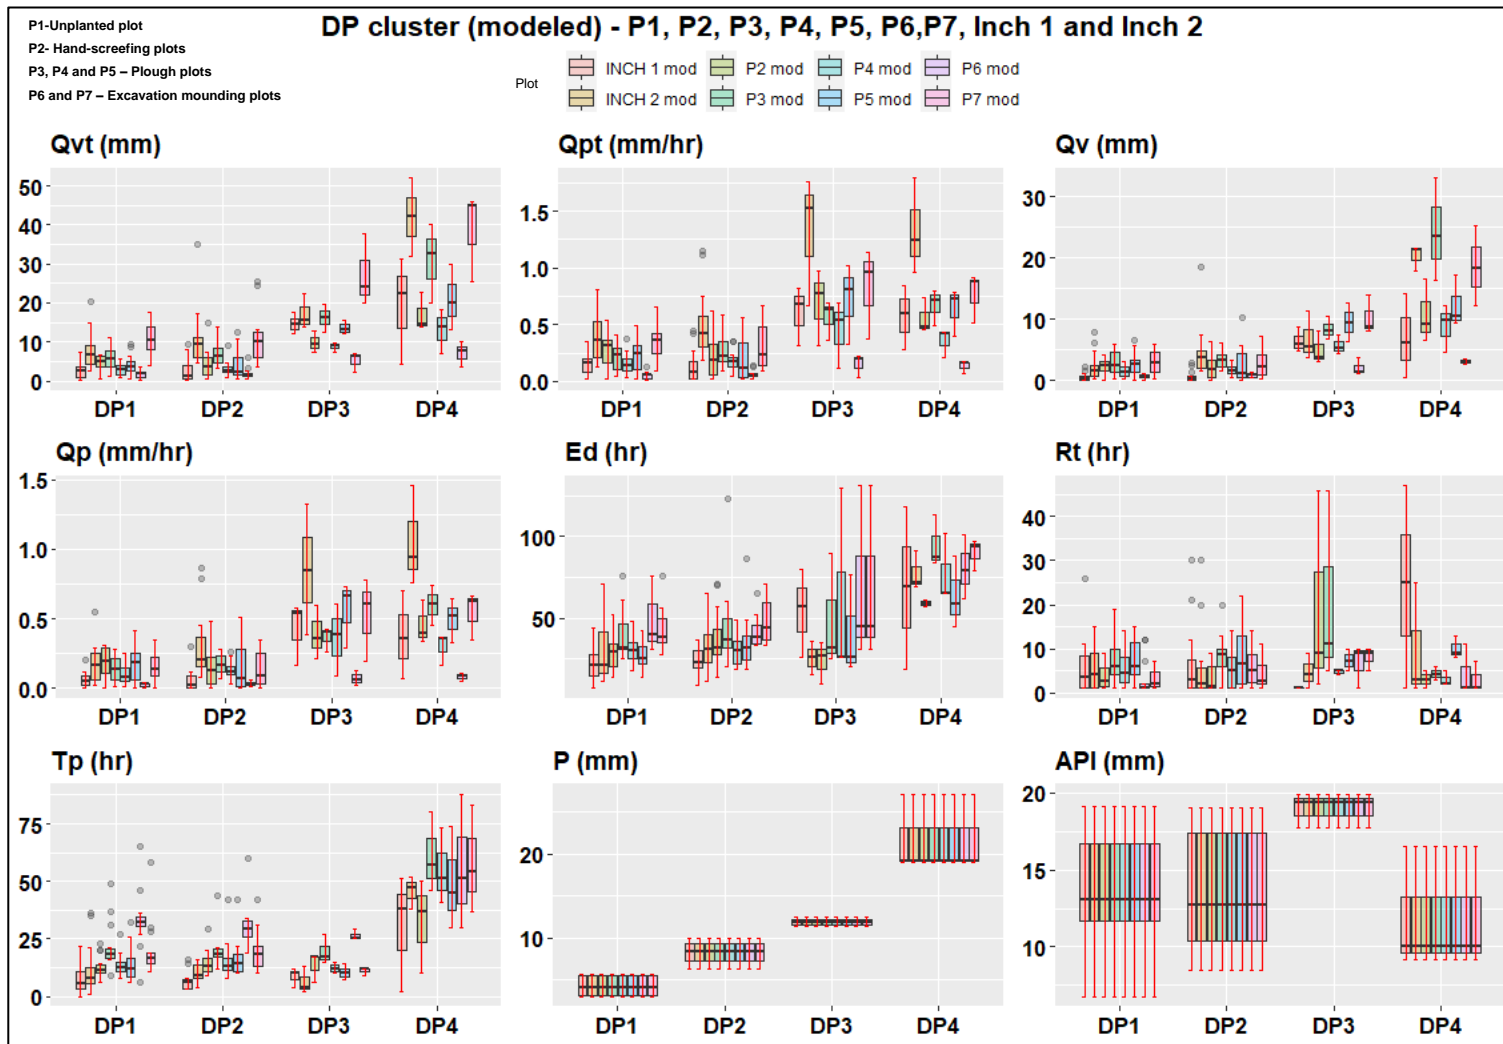 DP cluster (modeled) - P1, P2, P3, P4, P5, P6,P7, Inch 1 and Inch 2
P1-Unplanted plot
P2- Hand-screefing plots
P3, P4 and P5 – Plough plots
P6 and P7 – Excavation mounding plots
Plot
INCH 1 mod P2 mod P4 mod P6 mod
INCH 2 mod P3 mod P5 mod P7 mod
Qvt (mm)
50
40
30
20
10
0
DP1 DP2 DP3 DP4
Qpt (mm/hr)
1.5
1.0
0.5
0.0
DP1 DP2 DP3 DP4
Qv (mm)
30
20
10
0
DP1 DP2 DP3 DP4
Qp (mm/hr)
1.5
1.0
0.5
0.0
DP1 DP2 DP3 DP4
Ed (hr)
100
50
DP1 DP2 DP3 DP4
Rt (hr)
40
30
20
10
0
DP1 DP2 DP3 DP4
Tp (hr)
75
50
25
0
DP1 DP2 DP3 DP4
P (mm)
20
10
DP1 DP2 DP3 DP4
API (mm)
20
15
10
DP1 DP2 DP3 DP4